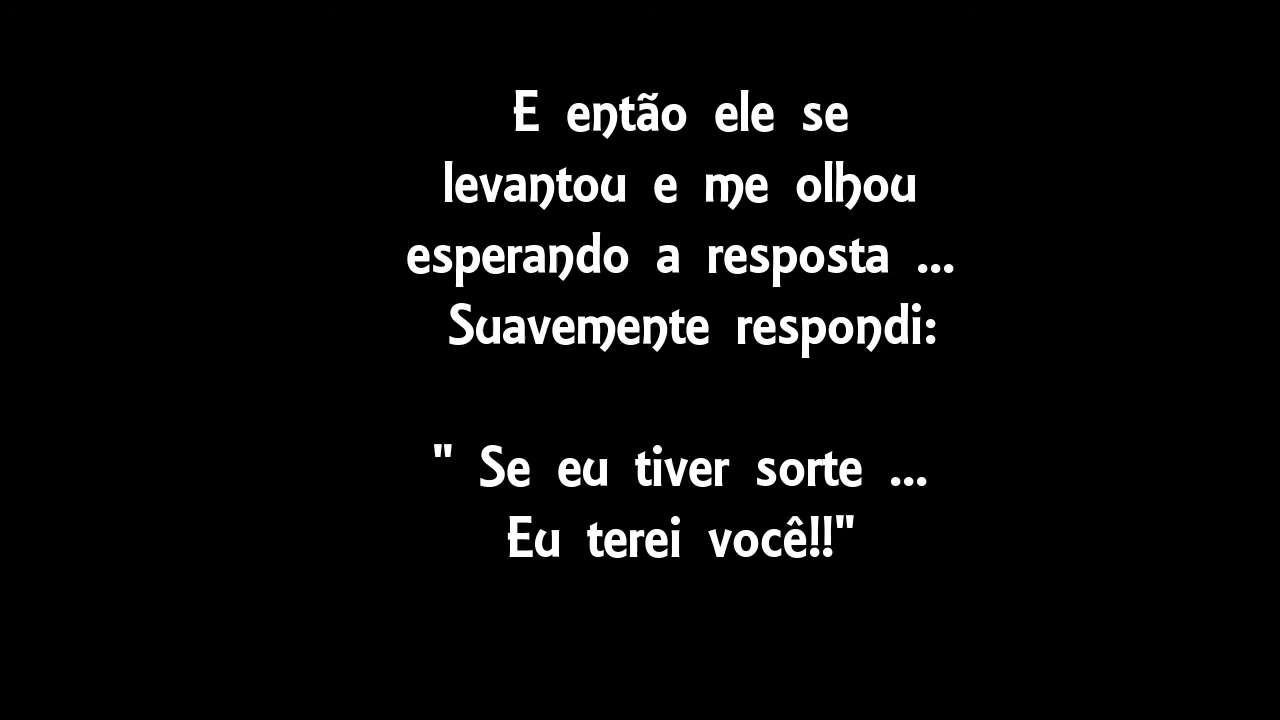 E então ele se
levantou e me olhou
esperando a resposta ...
Suavemente respondi:
" Se eu tiver sorte ...
Eu terei você!!"